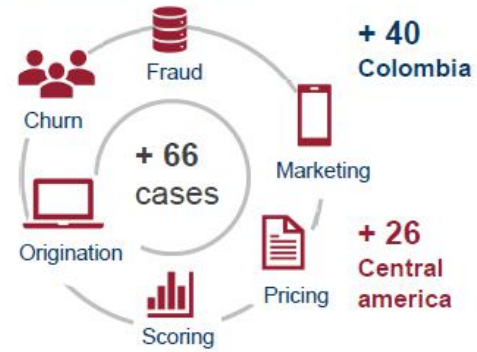 Fraud
Churn
+ 66
cases
Marketing
Origination
Pricing
Scoring
+ 40
Colombia
+ 26
Central
america